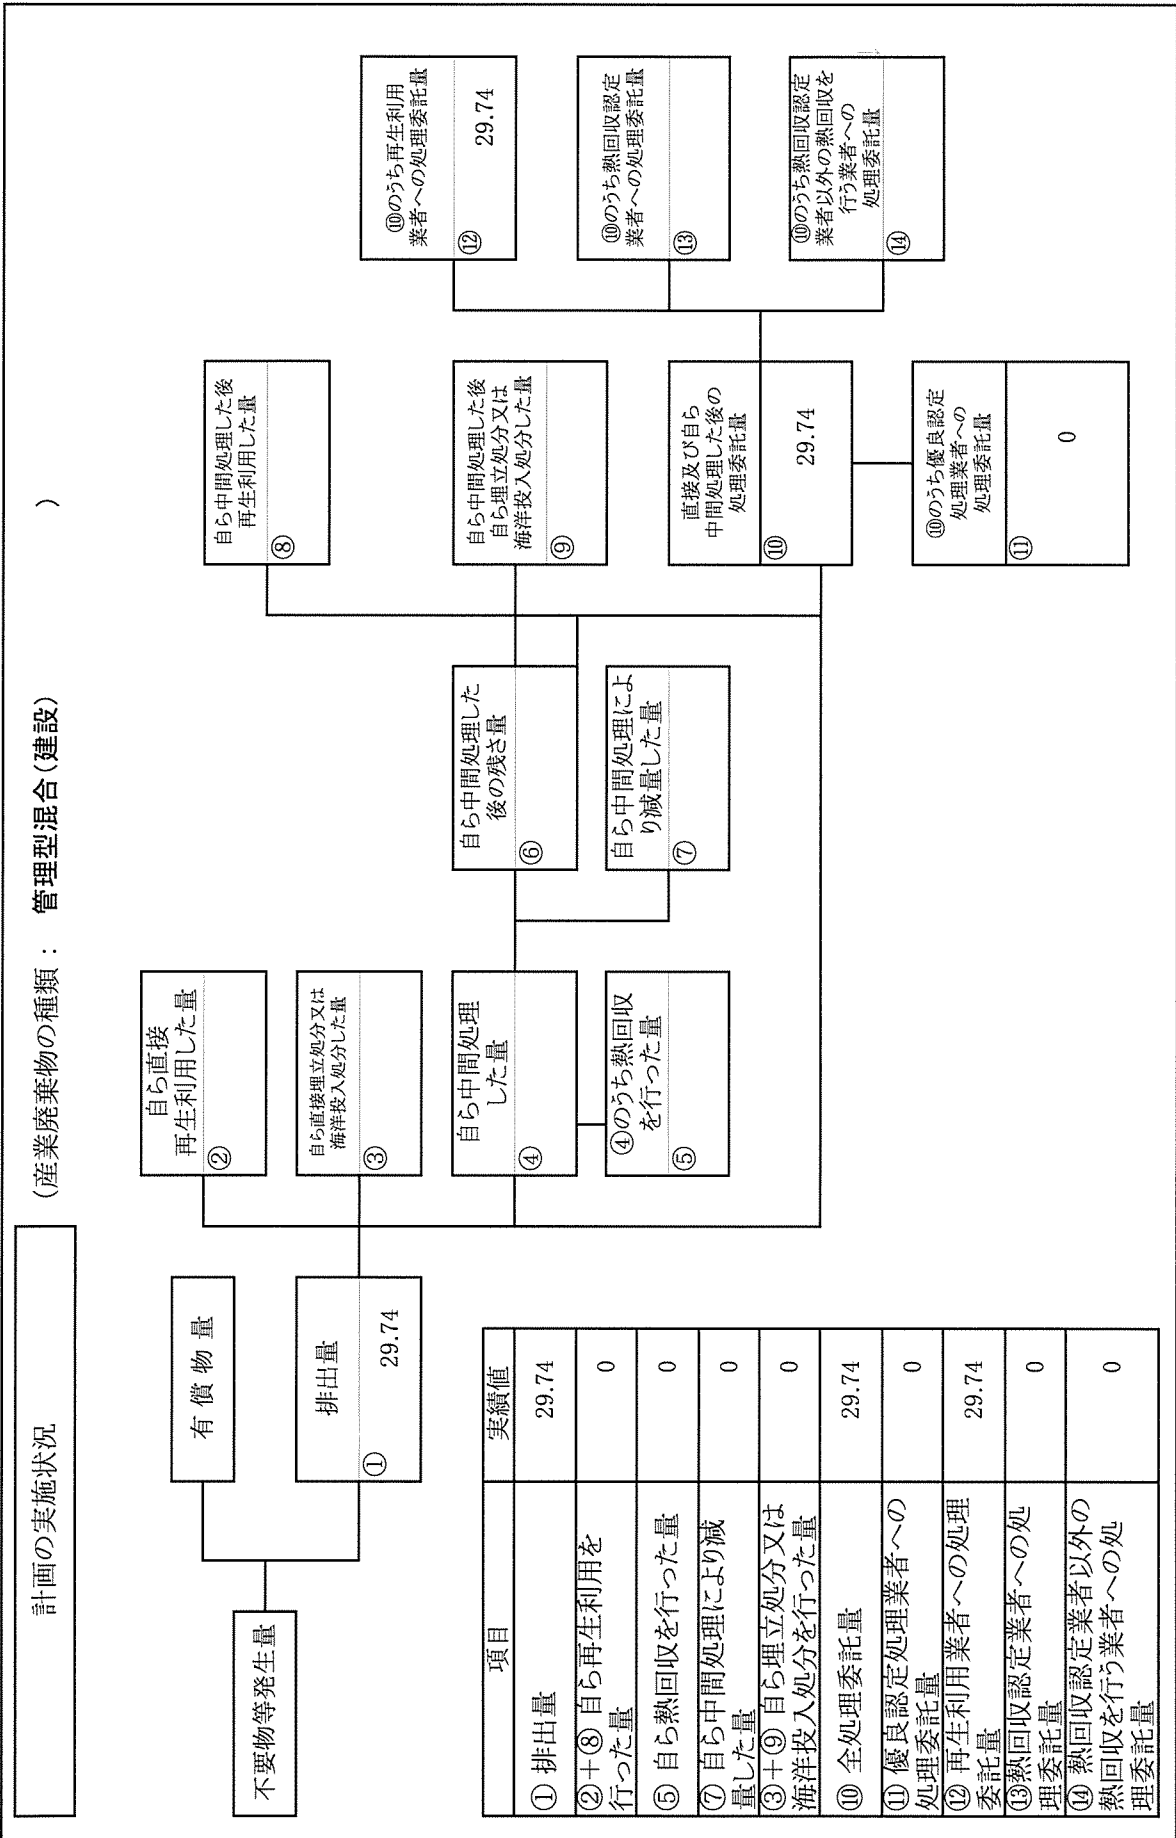 計画の実施状況
(産業廃棄物の種類： 管理型混合(建設) )
不要物等発生量
有償物量
排出量
① 29.74
自ら直接
再生利用した量
②
自ら直接埋立処分又は
海洋投入処分した量
③
自ら中間処理
した量
④
④のうち熱回収
を行った量
⑤
自ら中間処理した
後の残さ量
⑥
自ら中間処理によ
り減量した量
⑦
自ら中間処理した後
再生利用した量
⑧
自ら中間処理した後
自ら埋立処分又は
海洋投入処分した量
⑨
直接及び自ら
中間処理した後の
処理委託量
⑩ 29.74
⑩のうち優良認定
処理業者への
処理委託量
⑪ 0
⑩のうち再生利用
業者への処理委託量
⑫ 29.74
⑩のうち熱回収認定
業者への処理委託量
⑬
⑩のうち熱回収認定
業者以外の熱回収を
行う業者への
処理委託量
⑭
項目 実績値
① 排出量 29.74
②+⑧ 自ら再生利用を
行った量 0
⑤ 自ら熱回収を行った量 0
⑦ 自ら中間処理により減
量した量 0
③+⑨ 自ら埋立処分又は
海洋投入処分を行った量 0
⑩ 全処理委託量 29.74
⑪ 優良認定処理業者への
処理委託量 0
⑫ 再生利用業者への処理
委託量 29.74
⑬熱回収認定業者への処
理委託量 0
⑭ 熱回収認定業者以外の
熱回収を行う業者への処
理委託量 0